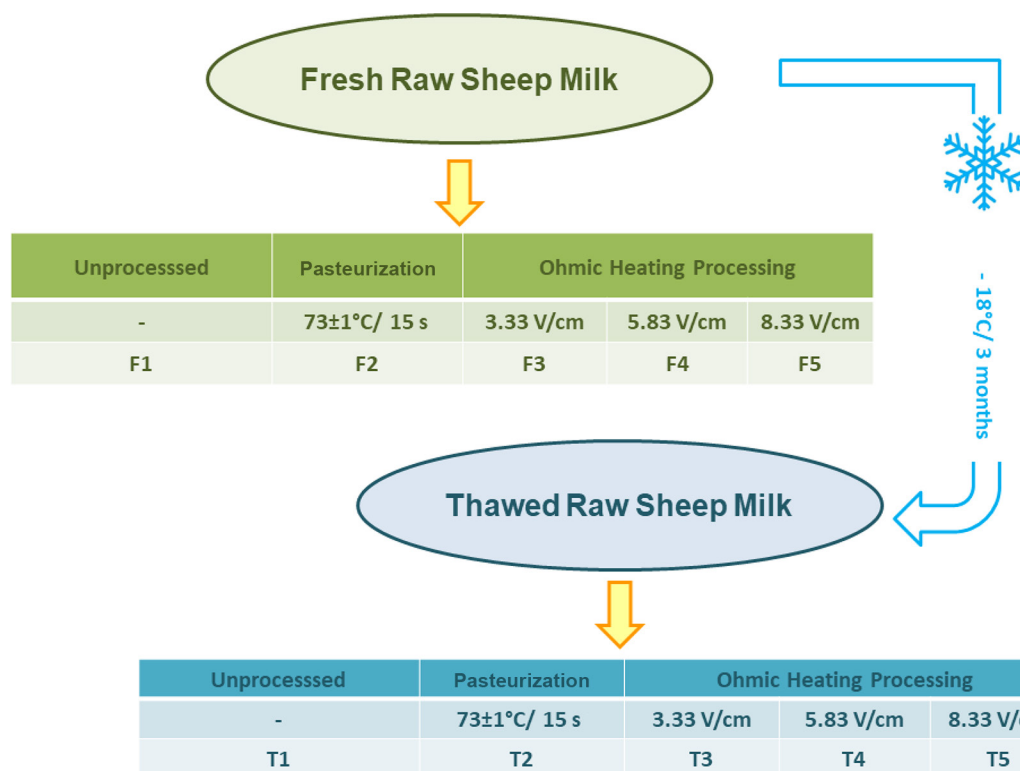 Fresh Raw Sheep Milk
Unprocesssed Pasteurization Ohmic Heating Processing
- 73±1°C/ 15 s 3.33 V/cm 5.83 V/cm 8.33 V/cm
F1 F2 F3 F4 F5
- 18°C/ 3 months
Thawed Raw Sheep Milk
Unprocesssed Pasteurization Ohmic Heating Processing
- 73±1°C/ 15 s 3.33 V/cm 5.83 V/cm 8.33 V/
T1 T2 T3 T4 T5